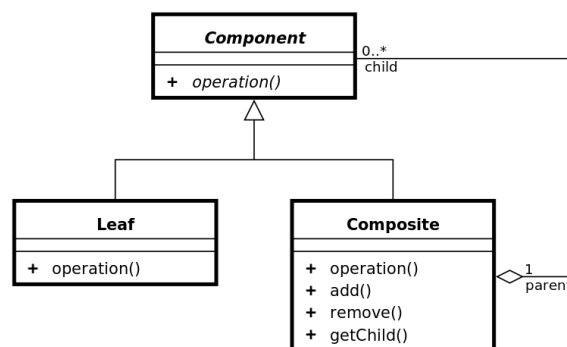 Component
+ operation()
0..*
child
Leaf
+ operation()
Composite
+ operation()
+ add()
+ remove()
+ getChild()
1
parent